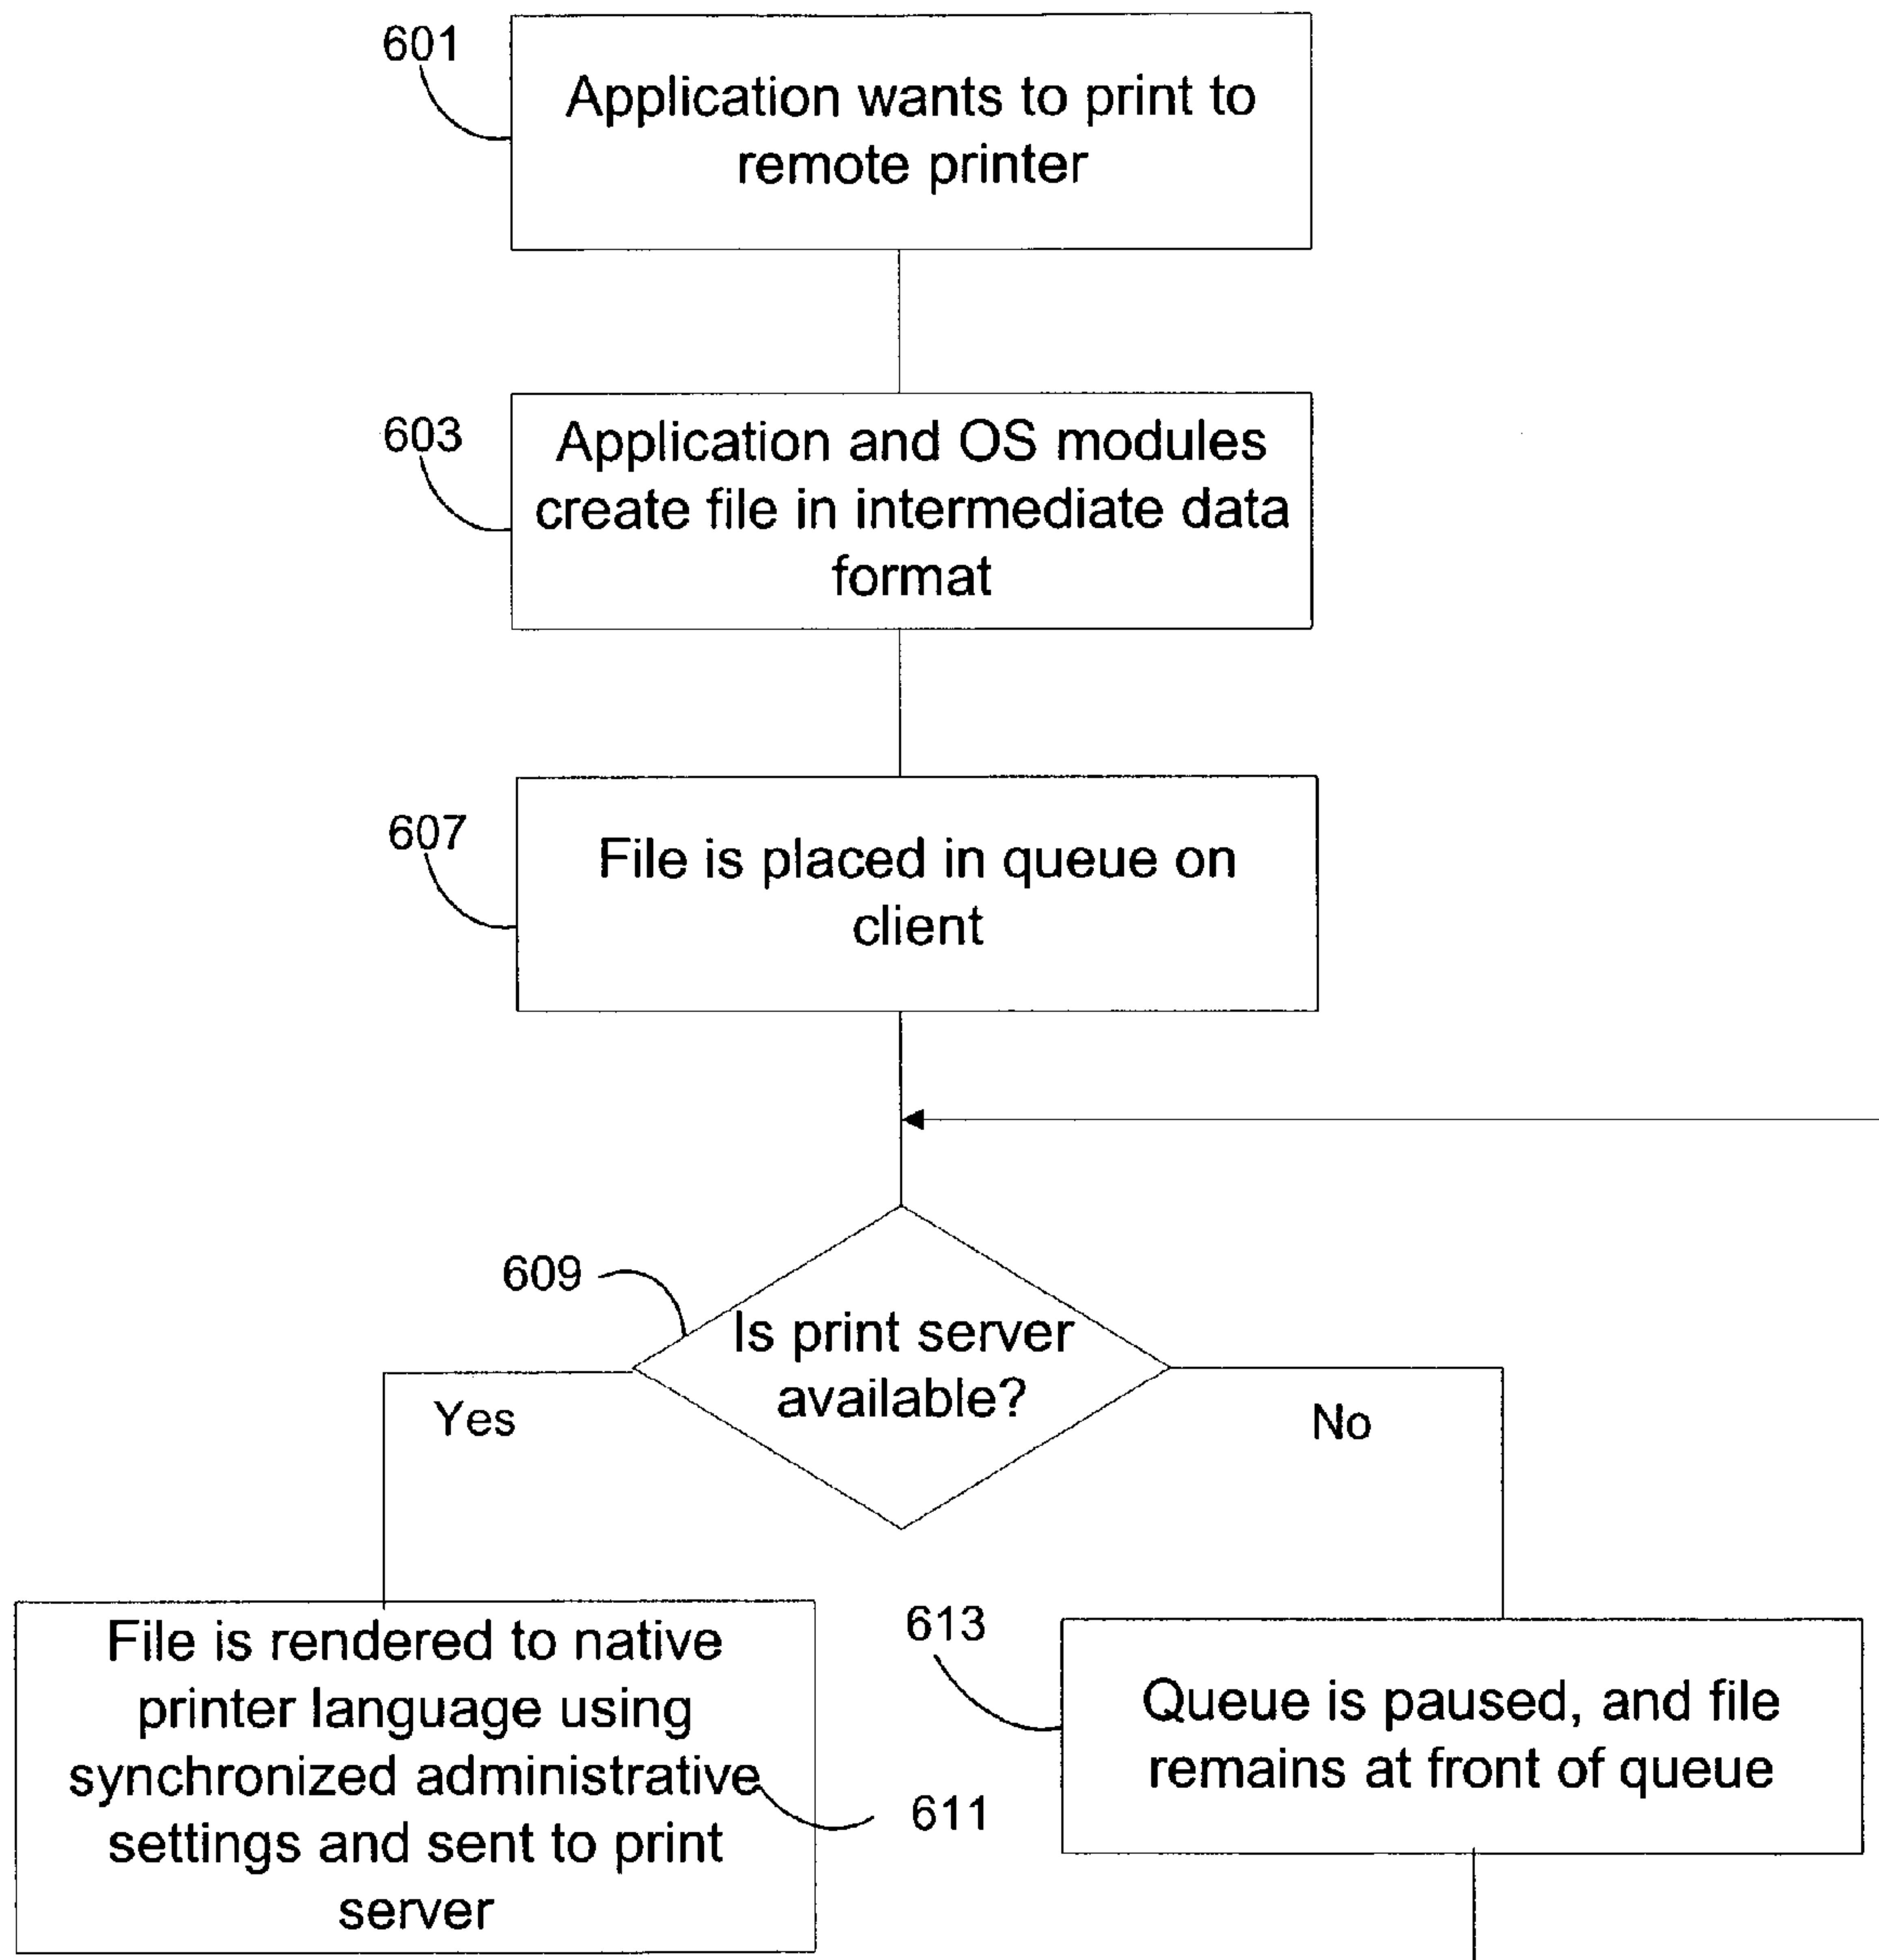 601
Application wants to print to
remote printer
603
Application and OS modules
create file in intermediate data
format
607
File is placed in queue on
client
609
Is print server
available?
Yes
No
File is rendered to native
printer language using
synchronized administrative
settings and sent to print
server
611
613
Queue is paused, and file
remains at front of queue